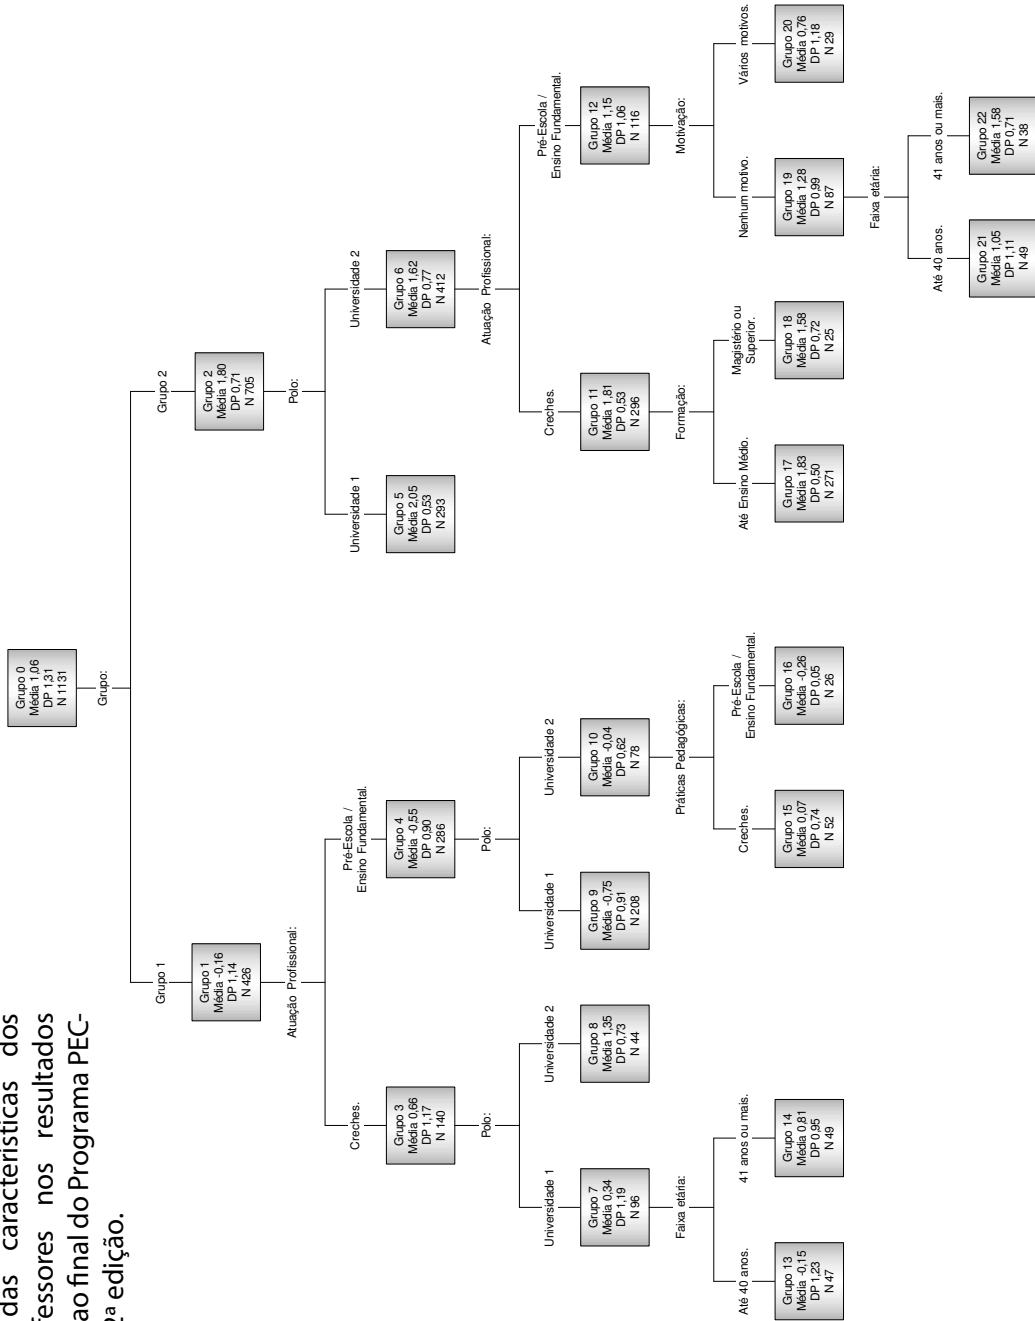 das características dos
fessores nos resultados
ao final do Programa PEC-
2ª edição.
Grupo 0
Média 1,06
DP 1,31
N 1131
Grupo:
Grupo 1
Grupo 2
Grupo 1
Média -0,16
DP 1,14
N 426
Grupo 2
Média 1,80
DP 0,71
N 705
Atuação Profissional:
Polo:
Creches.
Pré-Escola /
Ensino Fundamental.
Universidade 1
Universidade 2
Grupo 3
Média 0,66
DP 1,17
N 140
Grupo 4
Média -0,55
DP 0,90
N 286
Grupo 5
Média 2,05
DP 0,53
N 293
Grupo 6
Média 1,62
DP 0,77
N 412
Polo:
Polo:
Atuação Profissional:
Universidade 1
Universidade 2
Universidade 1
Universidade 2
Creches.
Pré-Escola /
Ensino Fundamental.
Grupo 7
Média 0,34
DP 1,19
N 96
Grupo 8
Média 1,35
DP 0,73
N 44
Grupo 9
Média -0,75
DP 0,91
N 208
Grupo 10
Média -0,04
DP 0,62
N 78
Grupo 11
Média 1,81
DP 0,53
N 296
Grupo 12
Média 1,15
DP 1,06
N 116
Faixa etária:
Práticas Pedagógicas:
Formação:
Motivação:
Até 40 anos.
41 anos ou mais.
Creches.
Pré-Escola /
Ensino Fundamental.
Até Ensino Médio.
Magistério ou
Superior.
Nenhum motivo.
Vários motivos.
Grupo 13
Média -0,15
DP 1,23
N 47
Grupo 14
Média 0,81
DP 0,95
N 49
Grupo 15
Média 0,07
DP 0,74
N 52
Grupo 16
Média -0,26
DP 0,05
N 26
Grupo 17
Média 1,83
DP 0,50
N 271
Grupo 18
Média 1,58
DP 0,72
N 25
Grupo 19
Média 1,28
DP 0,99
N 87
Grupo 20
Média 0,76
DP 1,18
N 29
Faixa etária:
Até 40 anos.
41 anos ou mais.
Grupo 21
Média 1,05
DP 1,11
N 49
Grupo 22
Média 1,58
DP 0,71
N 38